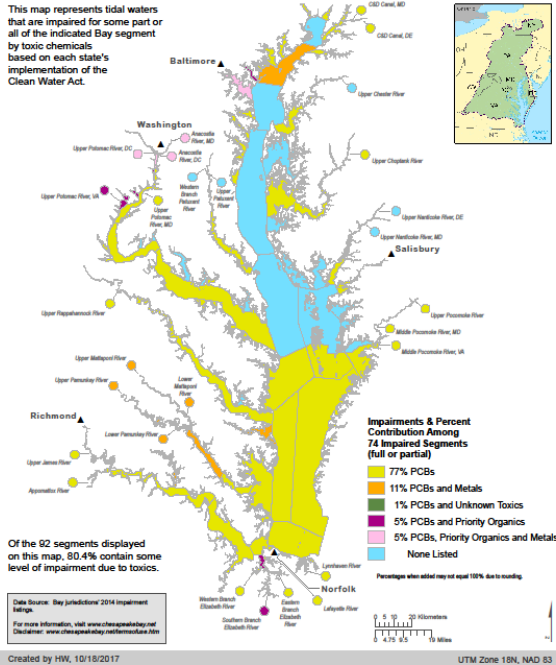 This map represents tidal waters
that are impaired for some part or
all of the indicated Bay segment
by toxic chemicals
based on each state's
implementation of the
Clean Water Act.
C&D Canal, MD
C&D Canal, DE
Baltimore
Upper Chester River
Washington
Anacostia
River, MD
Upper Potomac River, DC
Anacostia
River, DC
Upper Choptank River
Western
Branch
Patuxent
River
Upper
Patuxent
River
Upper Potomac River, VA
Upper
Potomac
River, MD
Upper Nanticoke River, DE
Upper Nanticoke River, MD
Salisbury
Upper Rappahannock River
Upper Pocomoke River
Middle Pocomoke River, MD
Middle Pocomoke River, VA
Upper Mattaponi River
Upper Pamunkey River
Lower
Mattaponi
River
Richmond
Lower Pamunkey River
Upper James River
Appomattox River
Impairments & Percent
Contribution Among
74 Impaired Segments
(full or partial)
77% PCBs
11% PCBs and Metals
1% PCBs and Unknown Toxics
5% PCBs and Priority Organics
5% PCBs, Priority Organics and Metals
None Listed
Percentages when added may not equal 100% due to rounding.
Of the 92 segments displayed
on this map, 80.4% contain some
level of impairment due to toxics.
Lynnhaven River
Norfolk
Western Branch
Elizabeth River
Southern Branch
Elizabeth River
Eastern
Branch
Elizabeth
River
Lafayette River
Data Source: Bay jurisdictions' 2014 impairment
listings.
For more information, visit www.chesapeakebay.net
Disclaimer: www.chesapeakebay.net/termsofuse.htm
0 5 10 20 Kilometers
0 4.75 9.5 19 Miles
Created by HW, 10/18/2017
UTM Zone 18N, NAD 83